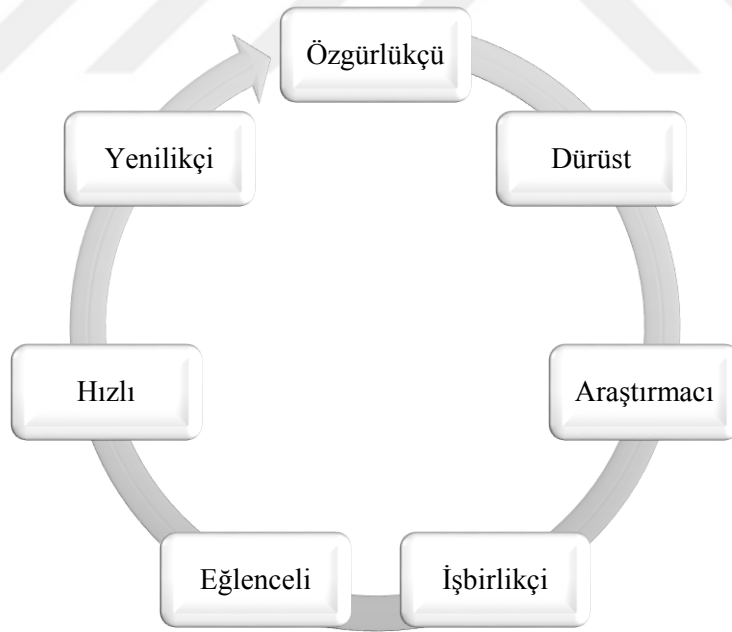 Özgürlükçü
Dürüst
Araştırmacı
İşbirlikçi
Eğlenceli
Hızlı
Yenilikçi